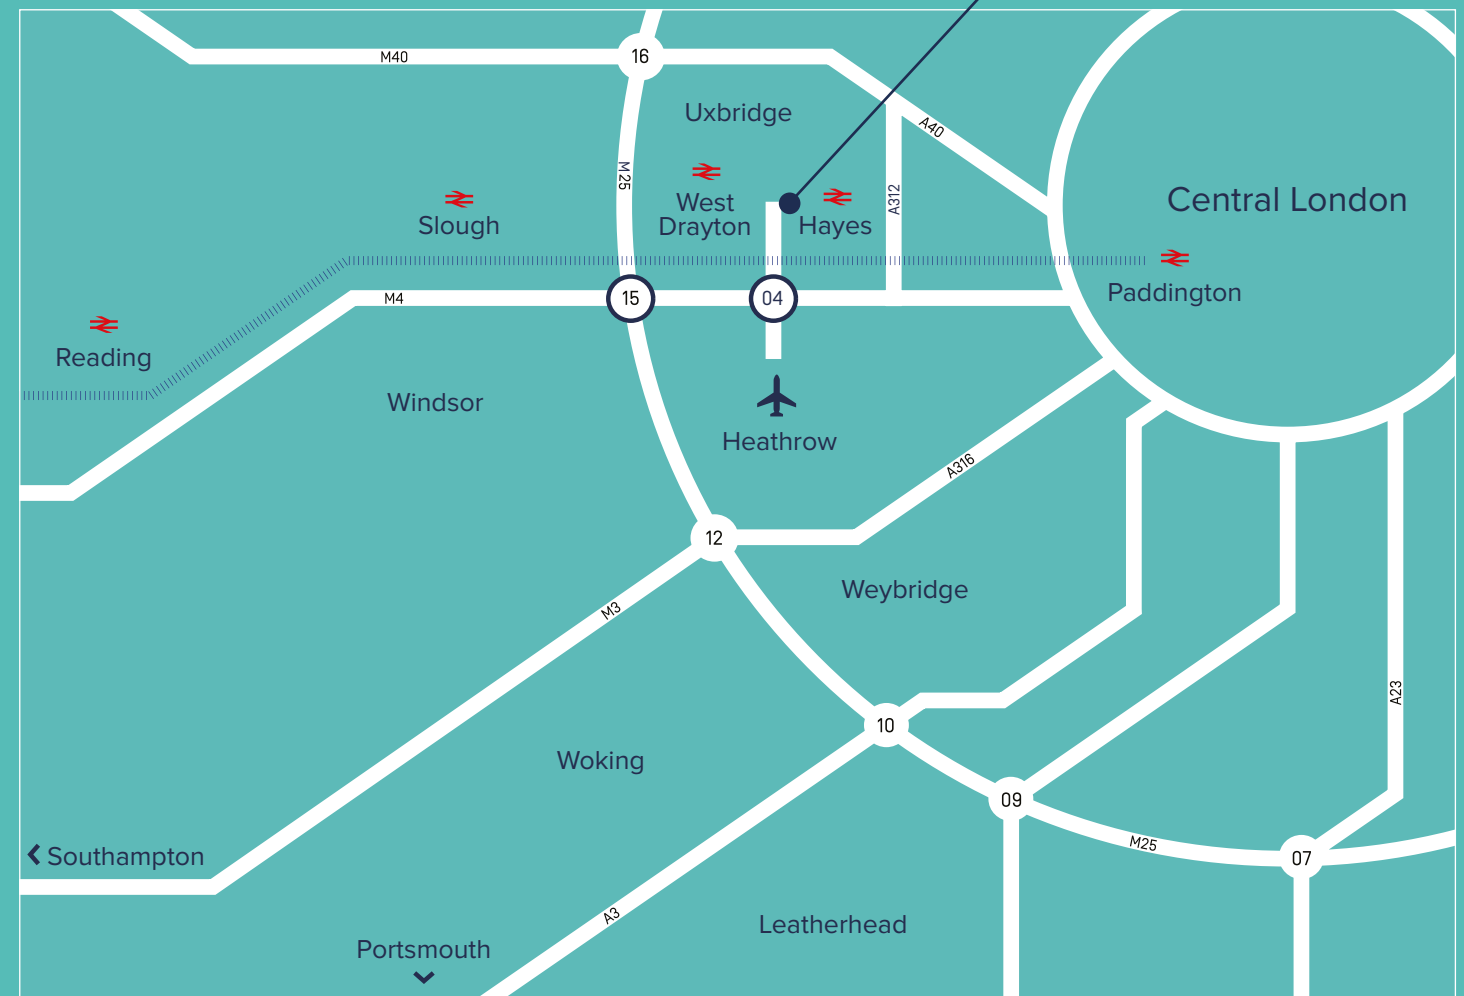 M40
16
Uxbridge
A40
M25
A312
West
Drayton
Hayes
Slough
Central London
Paddington
M4
15
04
Reading
Windsor
Heathrow
A316
12
Weybridge
M3
A23
10
Woking
09
M25
07
Southampton
A3
Leatherhead
Portsmouth